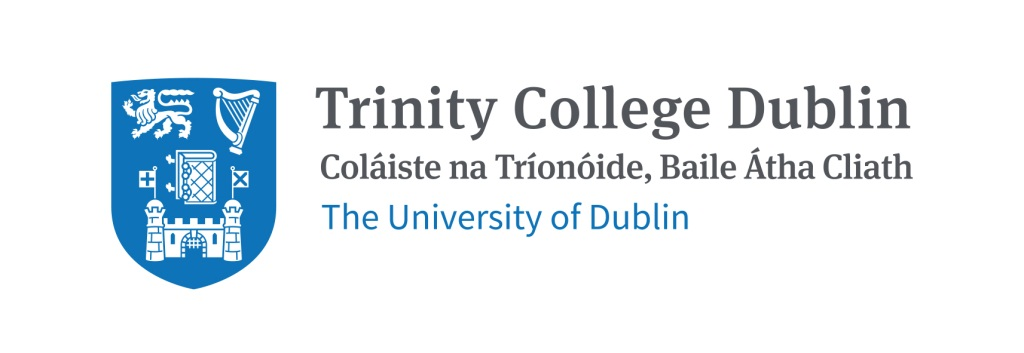 Trinity College Dublin
Coláiste na Tríonóide, Baile Átha Cliath
The University of Dublin